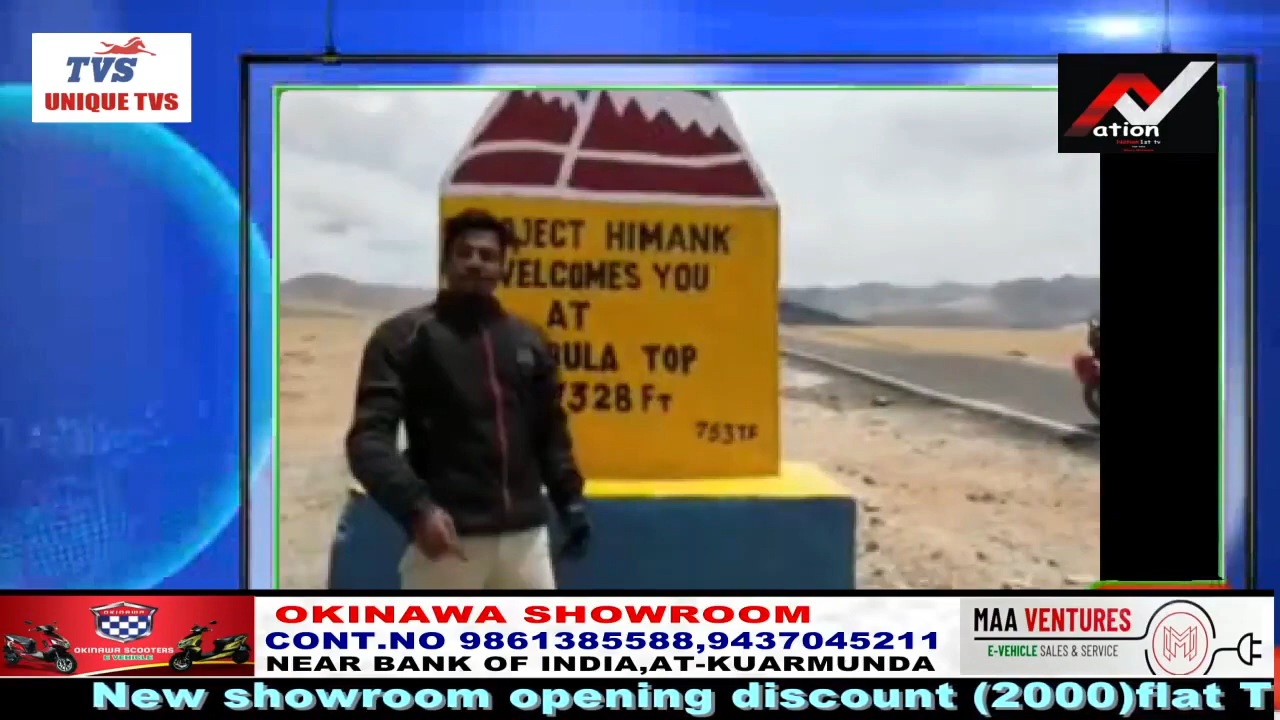 TVS
UNIQUE TVS
ation
JECT HIMANK
WELCOMES YOU
AT
ULA TOP
328 FT
753TF
OKINAWA
OKINAWA SCOOTERS
E VEHICLE
OKINAWA SHOWROOM
CONT.NO 9861385588,9437045211
NEAR BANK OF INDIA,AT-KUARMUNDA
MAA VENTURES
E-VEHICLE SALES & SERVICE
New showroom opening discount (2000)flat T